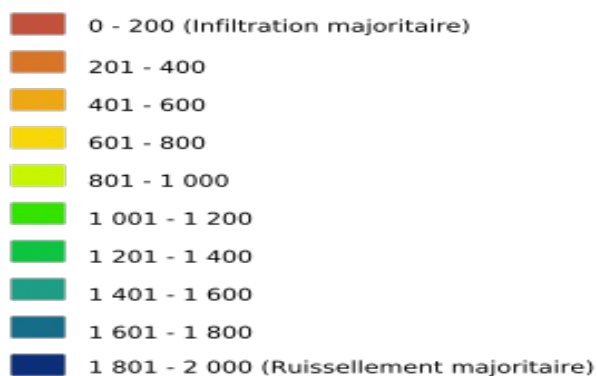 0 - 200 (Infiltration majoritaire)
201 - 400
401 - 600
601 - 800
801 - 1 000
1 001 - 1 200
1 201 - 1 400
1 401 - 1 600
1 601 - 1 800
1 801 - 2 000 (Ruissellement majoritaire)